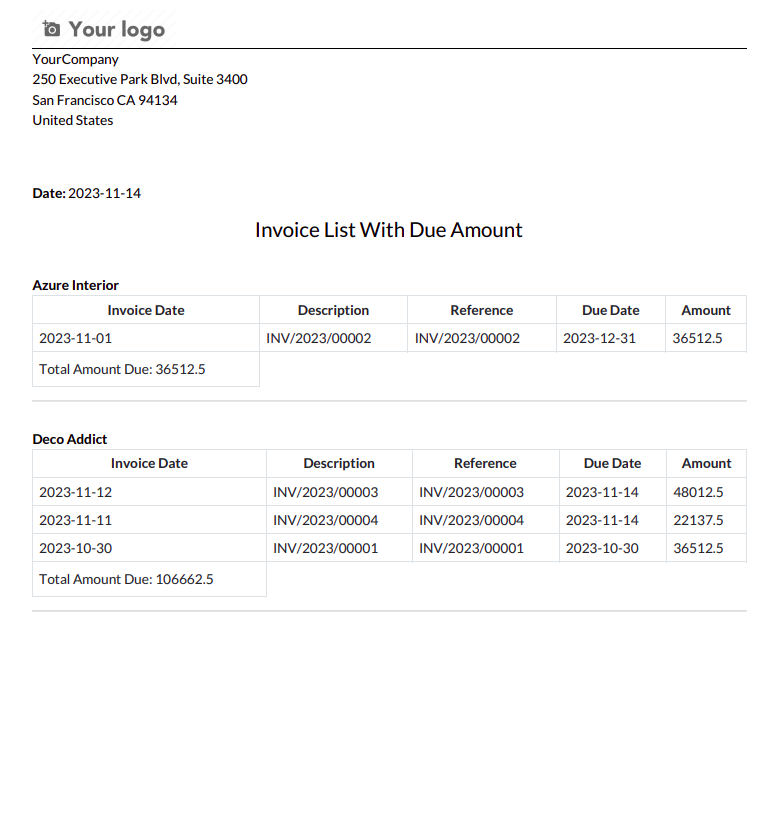 Your logo
YourCompany
250 Executive Park Blvd, Suite 3400
San Francisco CA 94134
United States
Date: 2023-11-14
Invoice List With Due Amount
Azure Interior
Invoice Date Description Reference Due Date Amount
2023-11-01 INV/2023/00002 INV/2023/00002 2023-12-31 36512.5
Total Amount Due: 36512.5
Deco Addict
Invoice Date Description Reference Due Date Amount
2023-11-12 INV/2023/00003 INV/2023/00003 2023-11-14 48012.5
2023-11-11 INV/2023/00004 INV/2023/00004 2023-11-14 22137.5
2023-10-30 INV/2023/00001 INV/2023/00001 2023-10-30 36512.5
Total Amount Due: 106662.5